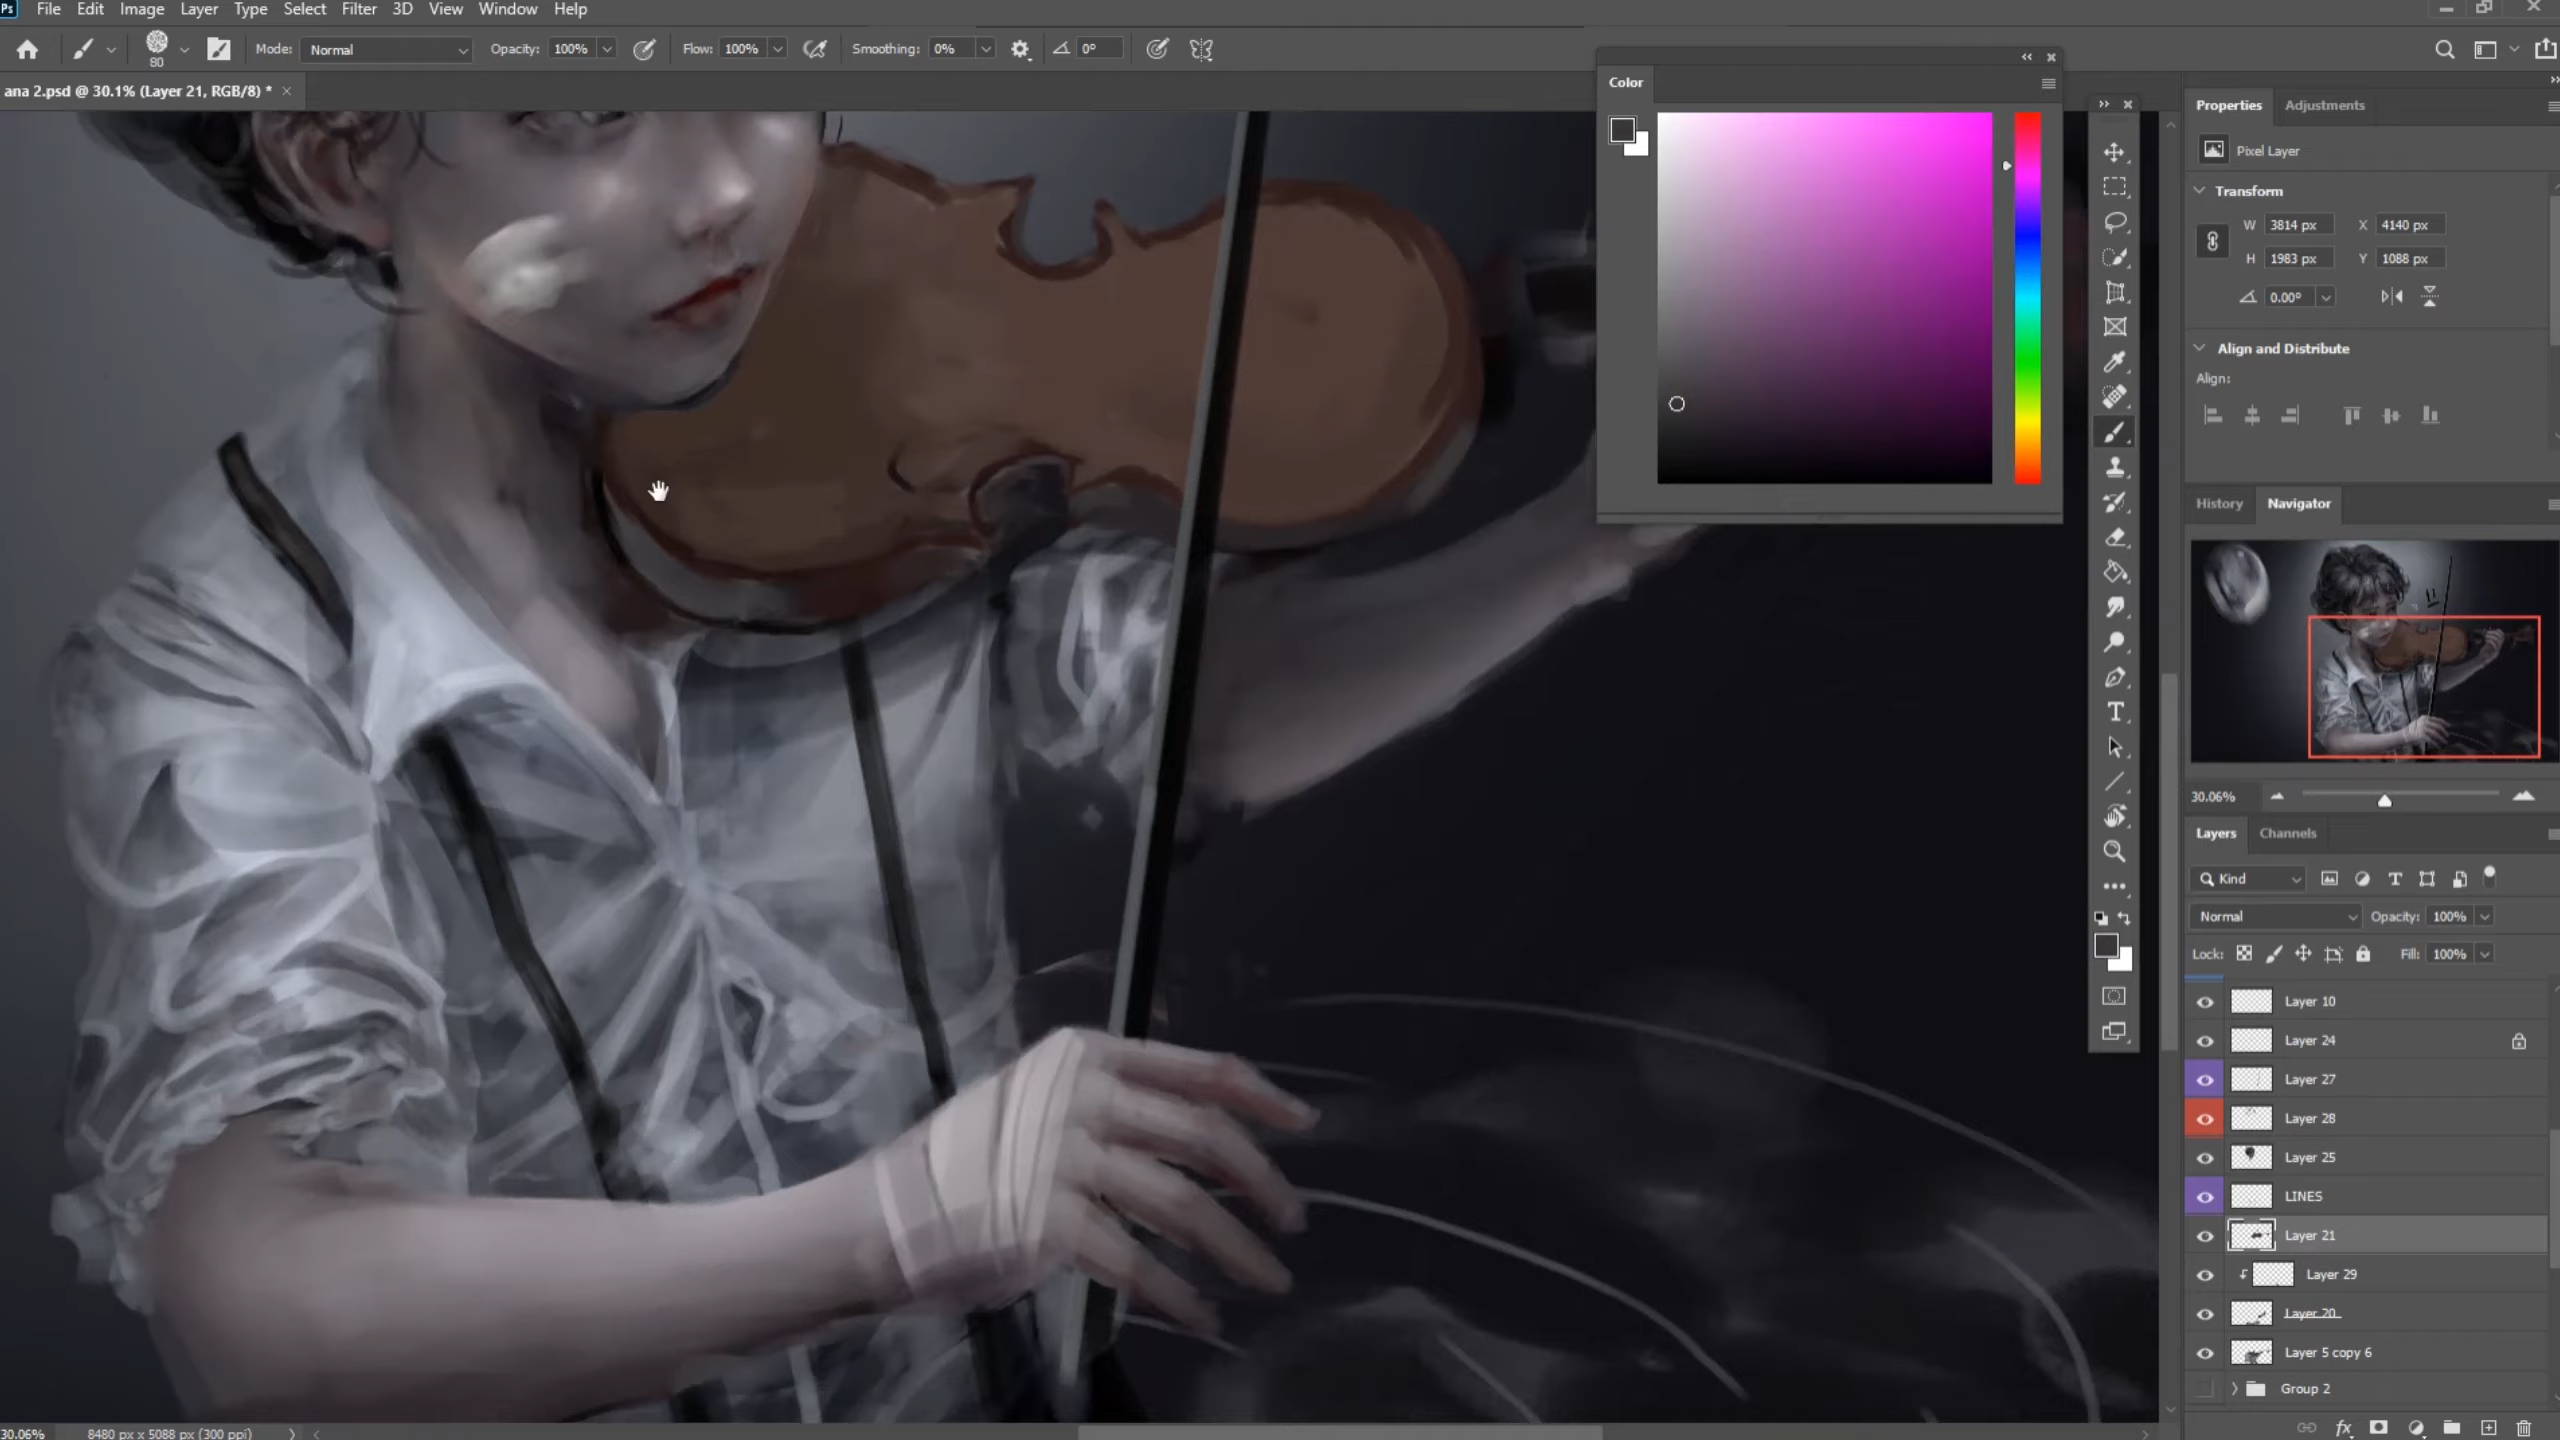 Ps File Edit Image Layer Type Select Filter 3D View Window Help
80 Mode: Normal Opacity: 100% Flow: 100% Smoothing: 0% 0°
ana 2.psd @ 30.1% (Layer 21, RGB/8) * ×
Color
Properties Adjustments
Pixel Layer
Transform
W 3814 px X 4140 px
H 1983 px Y 1088 px
0.00°
Align and Distribute
Align:
History Navigator
30.06%
Layers Channels
Kind
Normal Opacity: 100%
Lock: Fill: 100%
Layer 10
Layer 24
Layer 27
Layer 28
Layer 25
LINES
Layer 21
Layer 29
Layer 20
Layer 5 copy 6
Group 2
fx
30.06% 8480 px x 5088 px (300 ppi)